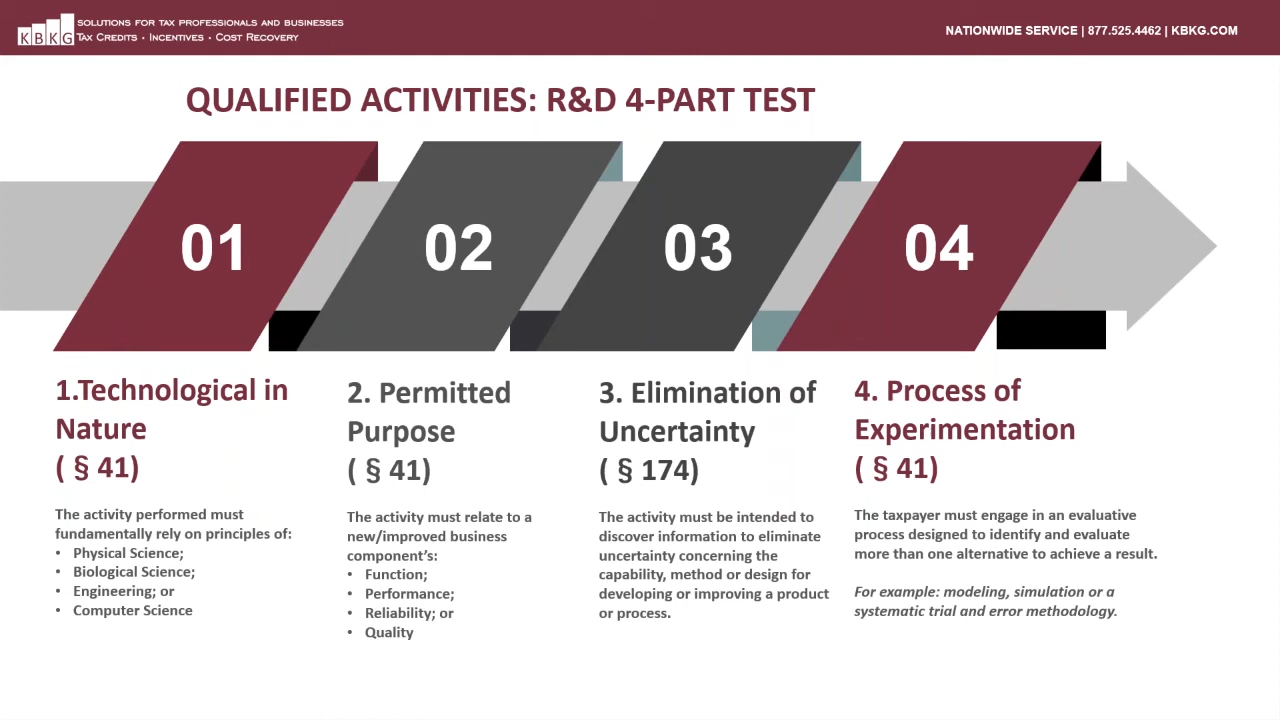 KBKG
SOLUTIONS FOR TAX PROFESSIONALS AND BUSINESSES
TAX CREDITS · INCENTIVES · COST RECOVERY
NATIONWIDE SERVICE | 877.525.4462 | KBKG.COM
QUALIFIED ACTIVITIES: R&D 4-PART TEST
01
02
03
04
1.Technological in
Nature
( § 41)
The activity performed must
fundamentally rely on principles of:
• Physical Science;
• Biological Science;
• Engineering; or
• Computer Science
2. Permitted
Purpose
( § 41)
The activity must relate to a
new/improved business
component's:
• Function;
• Performance;
• Reliability; or
• Quality
3. Elimination of
Uncertainty
( § 174)
The activity must be intended to
discover information to eliminate
uncertainty concerning the
capability, method or design for
developing or improving a product
or process.
4. Process of
Experimentation
( § 41)
The taxpayer must engage in an evaluative
process designed to identify and evaluate
more than one alternative to achieve a result.
For example: modeling, simulation or a
systematic trial and error methodology.